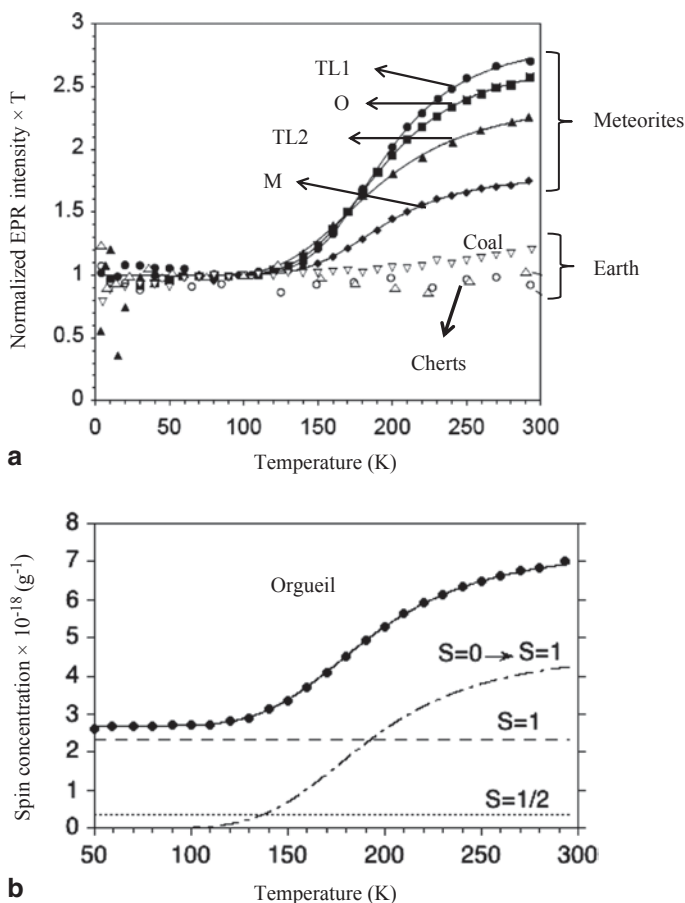 3
2.5
2
1.5
1
0.5
0
Normalized EPR intensity × T
TL1
O
TL2
M
Meteorites
Coal
Earth
Cherts
0 50 100 150 200 250 300
a
Temperature (K)
8
7
6
5
4
3
2
1
0
Spin concentration × 10⁻¹⁸ (g⁻¹)
Orgueil
S=0 → S=1
S=1
S=1/2
50 100 150 200 250 300
b
Temperature (K)